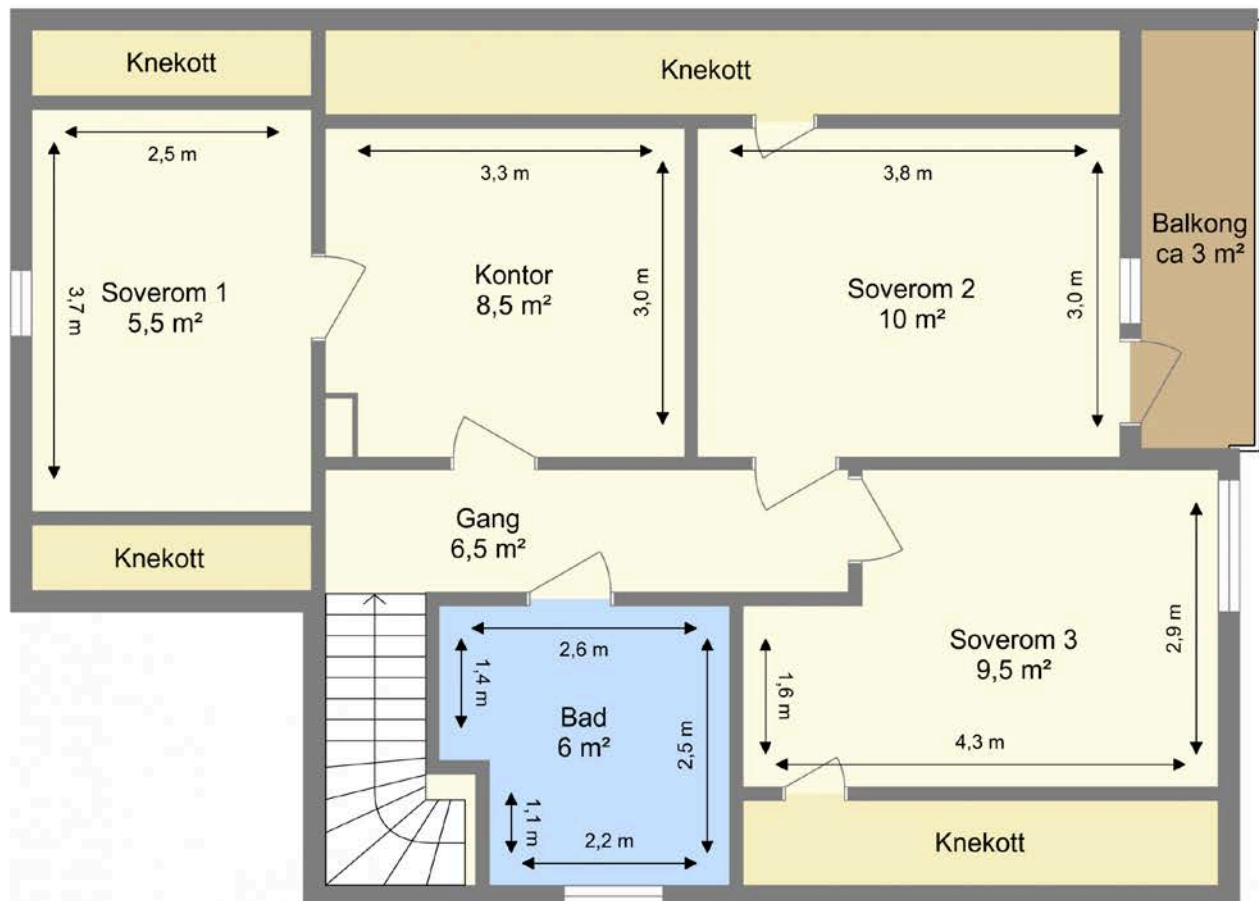 Knekott
Knekott
2,5 m
3,7 m
Soverom 1
5,5 m²
3,3 m
3,0 m
Kontor
8,5 m²
3,8 m
3,0 m
Soverom 2
10 m²
Balkong
ca 3 m²
Knekott
Gang
6,5 m²
2,6 m
1,4 m
Bad
6 m²
2,5 m
1,1 m
2,2 m
Soverom 3
9,5 m²
2,9 m
1,6 m
4,3 m
Knekott